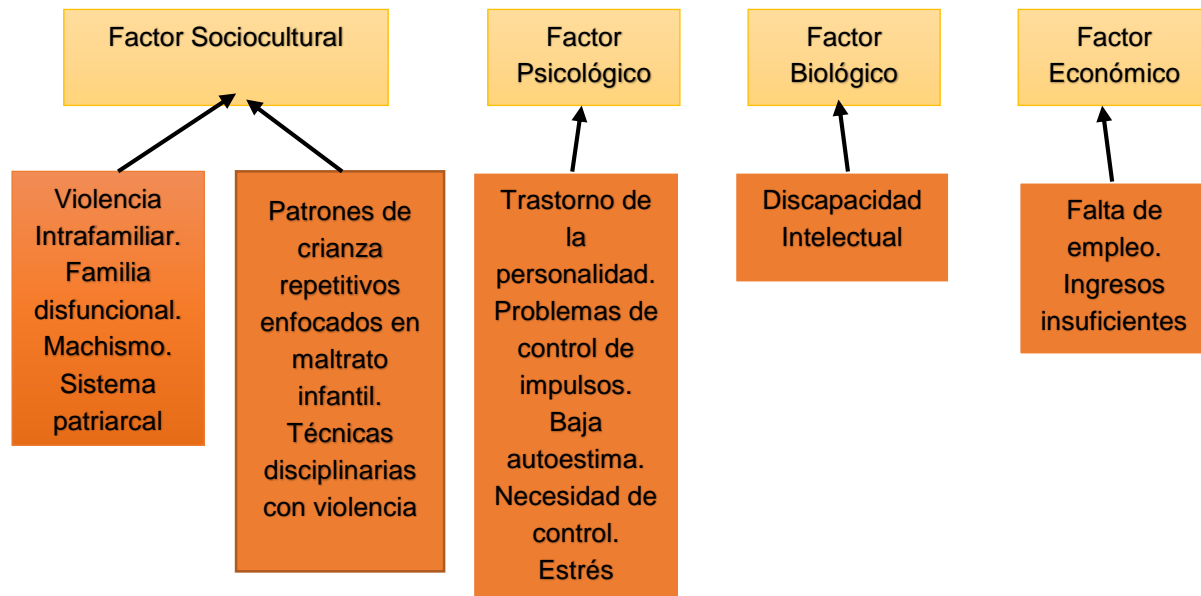 Factor Sociocultural
Factor
Psicológico
Factor
Biológico
Factor
Económico
Violencia
Intrafamiliar.
Familia
disfuncional.
Machismo.
Sistema
patriarcal
Patrones de
crianza
repetitivos
enfocados en
maltrato
infantil.
Técnicas
disciplinarias
con violencia
Trastorno de
la
personalidad.
Problemas de
control de
impulsos.
Baja
autoestima.
Necesidad de
control.
Estrés
Discapacidad
Intelectual
Falta de
empleo.
Ingresos
insuficientes